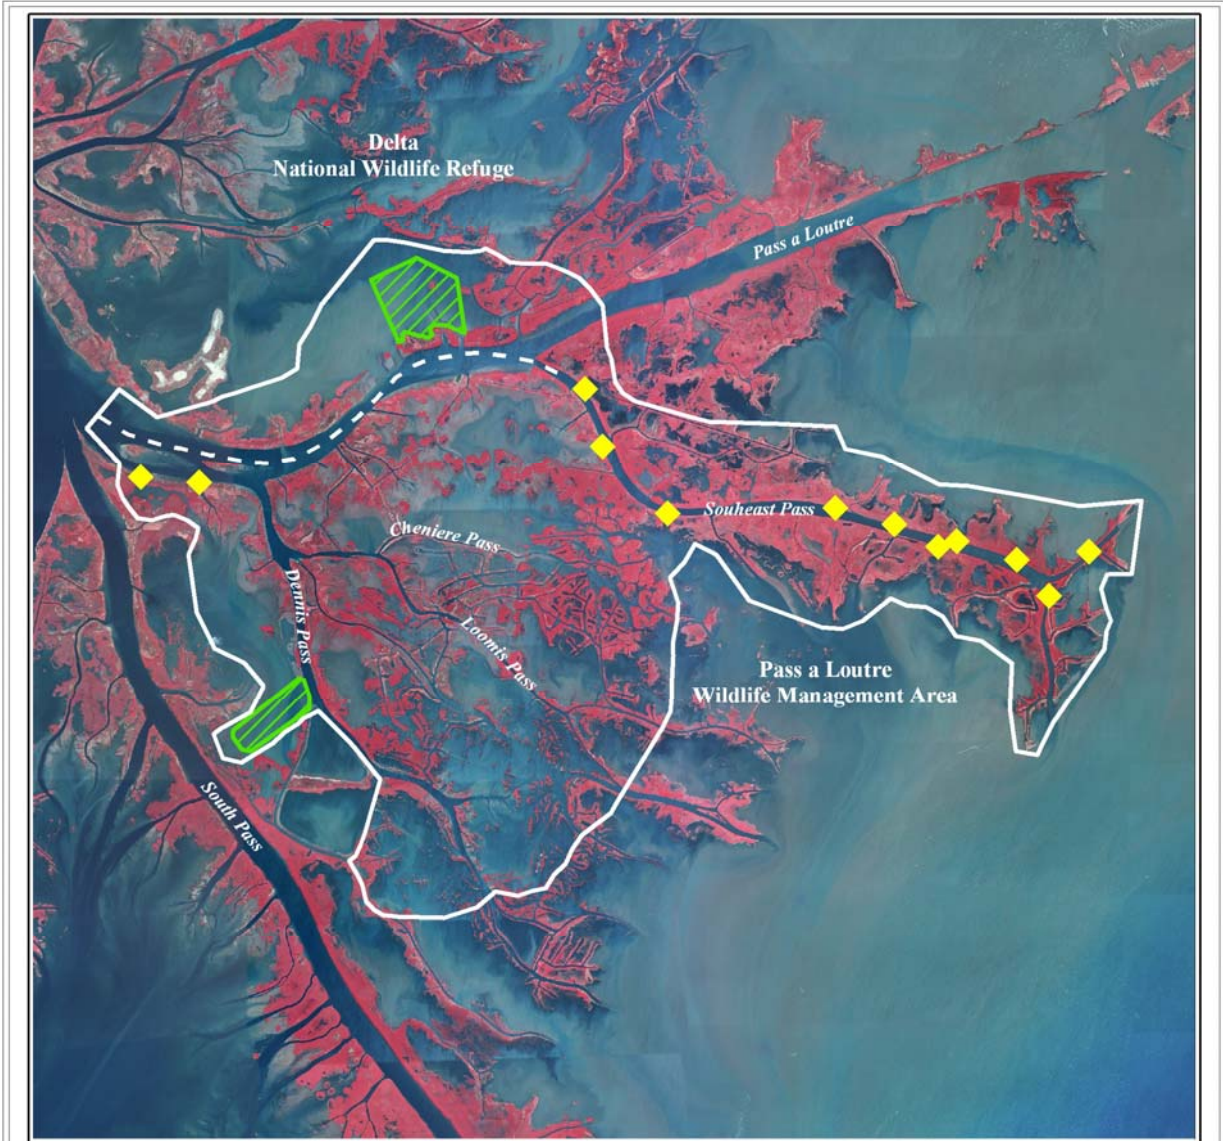 Delta
National Wildlife Refuge
Pass a Loutre
Souheast Pass
Cheniere Pass
Dennis Pass
Loomis Pass
Pass a Loutre
Wildlife Management Area
South Pass